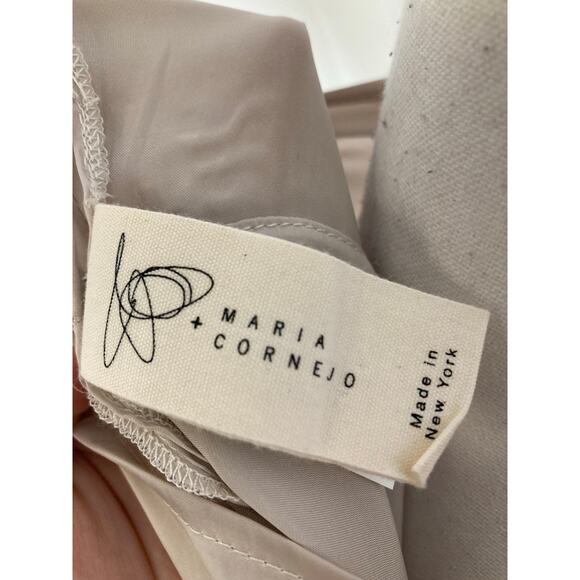 + MARIA
CORNEJO
Made in
New York